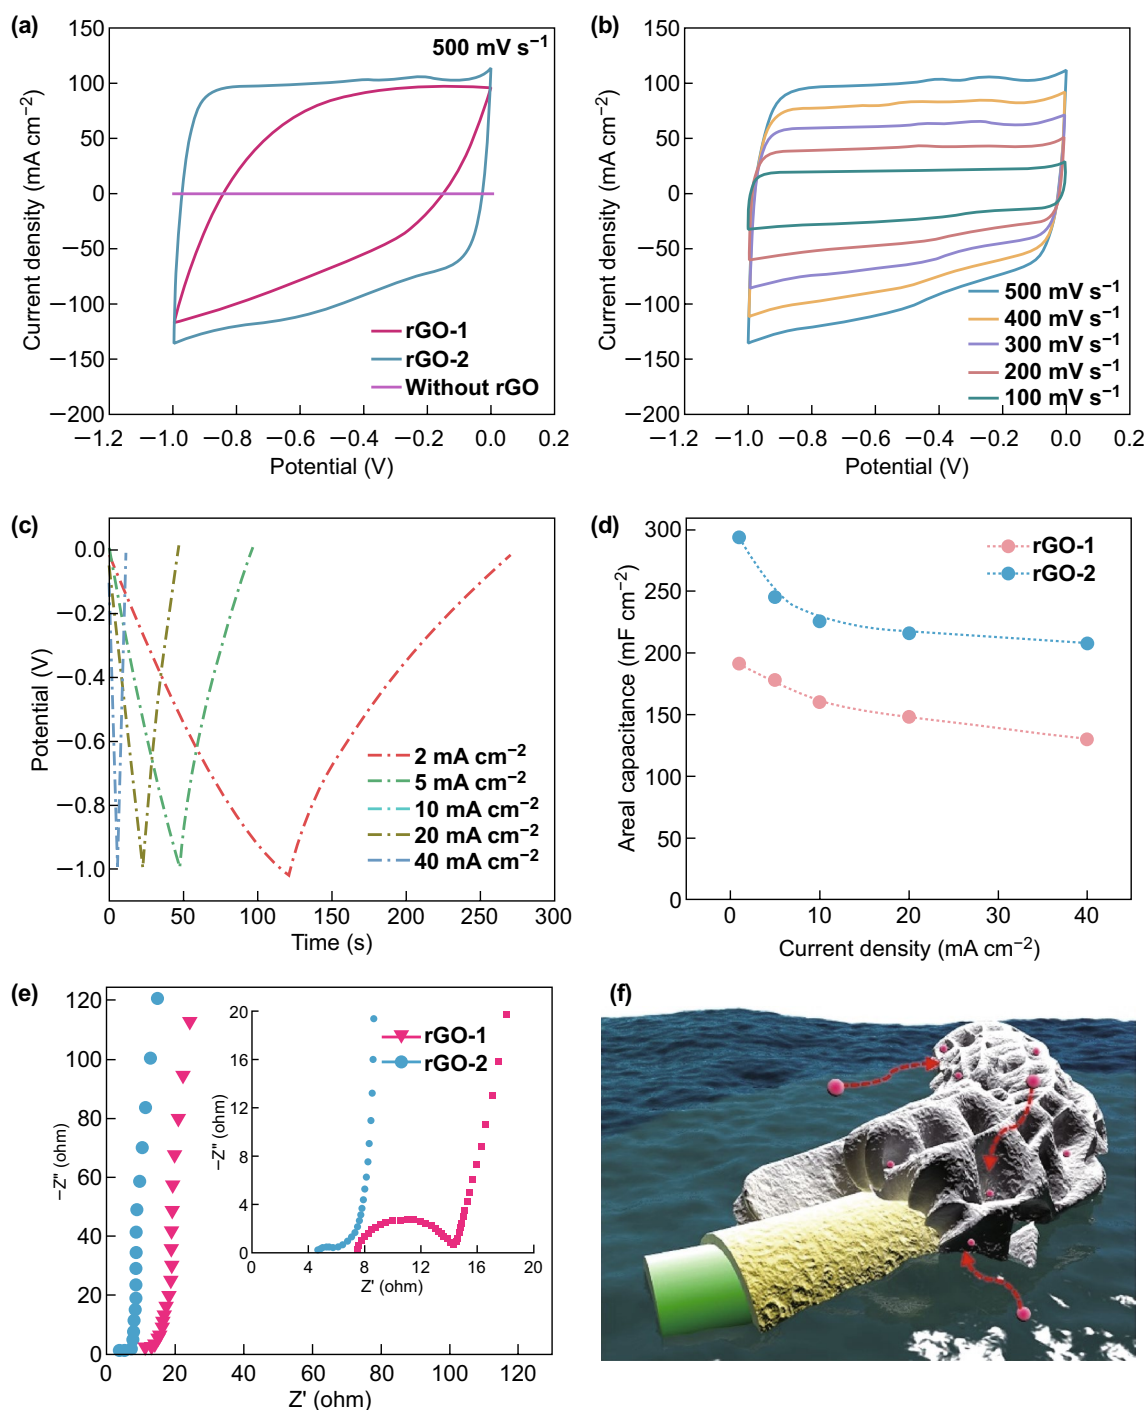 (a)
500 mV s⁻¹
150
100
50
0
−50
−100
−150
−200
Current density (mA cm⁻²)
rGO-1
rGO-2
Without rGO
−1.2 −1.0 −0.8 −0.6 −0.4 −0.2 0.0 0.2
Potential (V)
(b)
150
100
50
0
−50
−100
−150
−200
Current density (mA cm⁻²)
500 mV s⁻¹
400 mV s⁻¹
300 mV s⁻¹
200 mV s⁻¹
100 mV s⁻¹
−1.2 −1.0 −0.8 −0.6 −0.4 −0.2 0.0 0.2
Potential (V)
(c)
0.0
−0.2
−0.4
−0.6
−0.8
−1.0
Potential (V)
2 mA cm⁻²
5 mA cm⁻²
10 mA cm⁻²
20 mA cm⁻²
40 mA cm⁻²
0 50 100 150 200 250 300
Time (s)
(d)
300
250
200
150
100
50
0
Areal capacitance (mF cm⁻²)
rGO-1
rGO-2
0 10 20 30 40
Current density (mA cm⁻²)
(e)
120
100
80
60
40
20
0
−Z'' (ohm)
rGO-1
rGO-2
20
16
12
8
4
0
−Z'' (ohm)
0 4 8 12 16 20
Z' (ohm)
0 20 40 60 80 100 120
Z' (ohm)
(f)